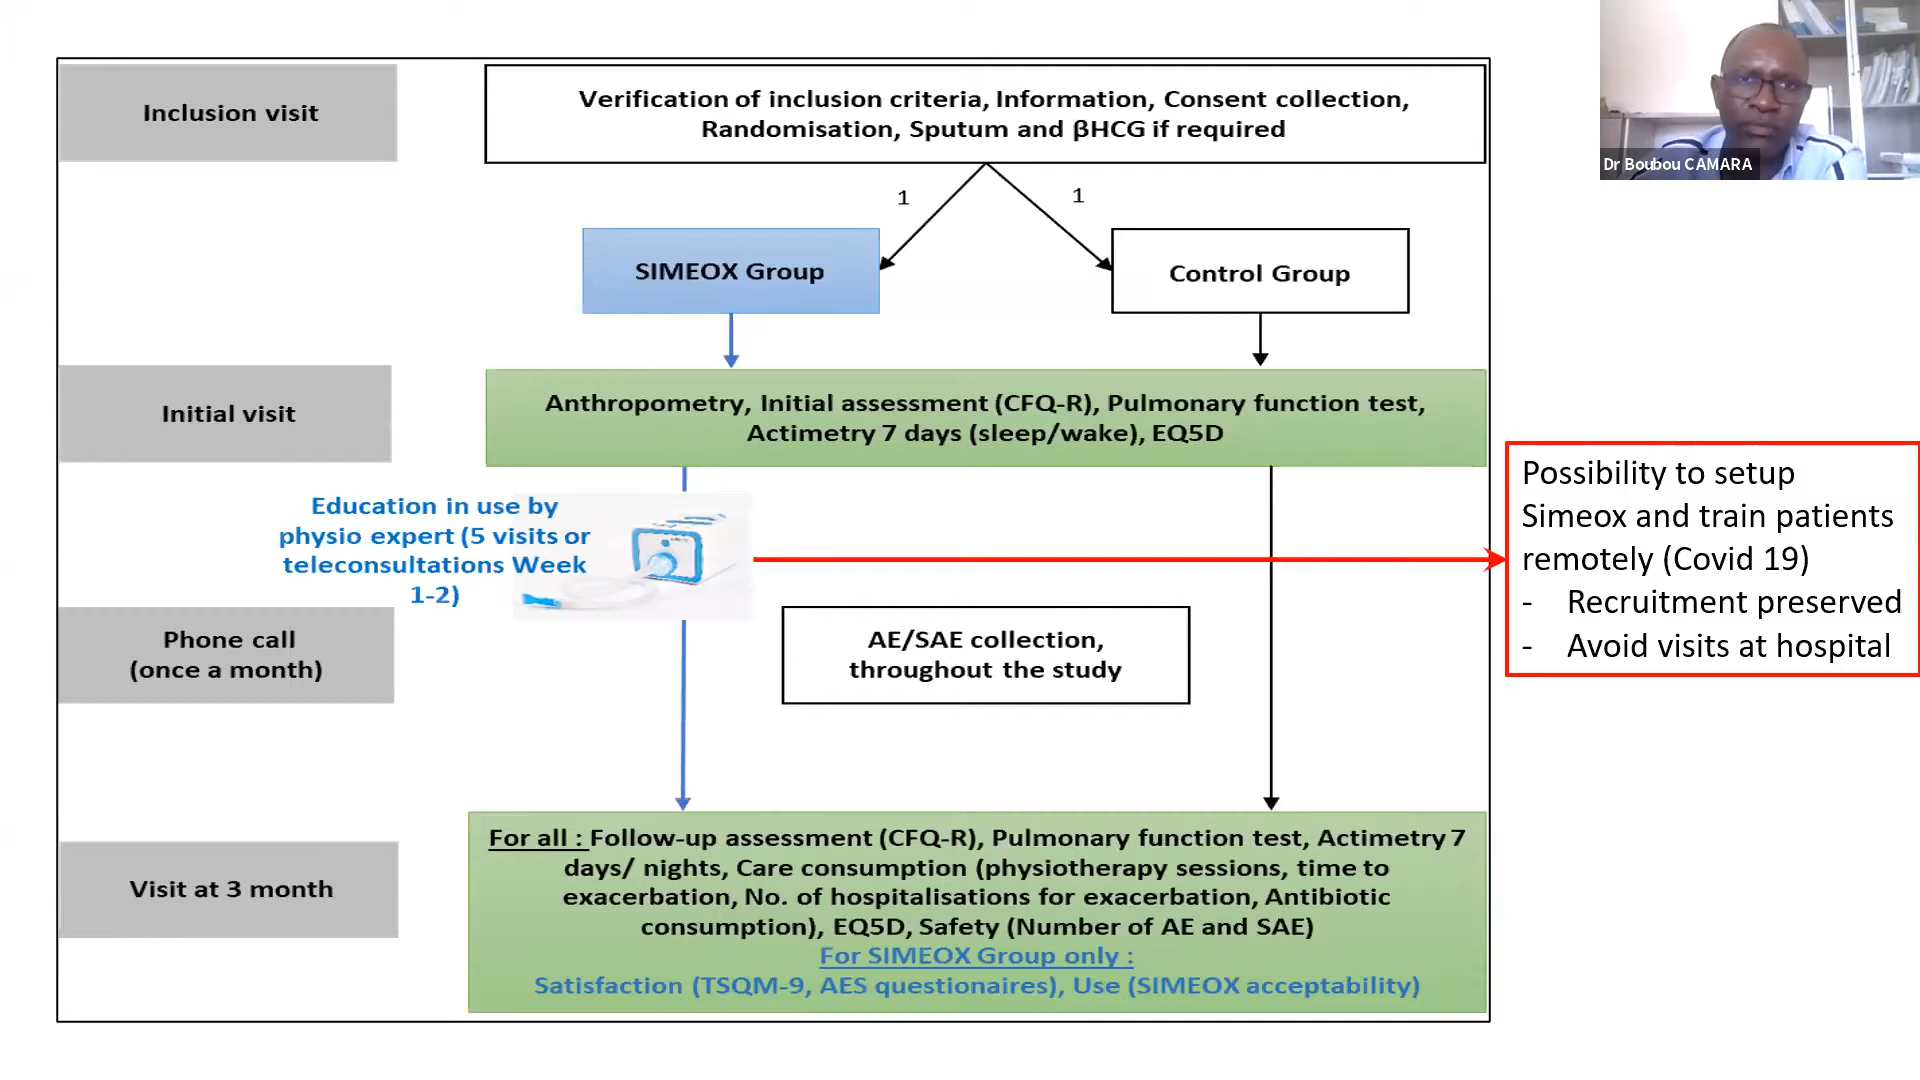 Inclusion visit
Verification of inclusion criteria, Information, Consent collection,
Randomisation, Sputum and βHCG if required
Dr Boubou CAMARA
1
1
SIMEOX Group
Control Group
Initial visit
Anthropometry, Initial assessment (CFQ-R), Pulmonary function test,
Actimetry 7 days (sleep/wake), EQ5D
Education in use by
physio expert (5 visits or
teleconsultations Week
1-2)
Possibility to setup
Simeox and train patients
remotely (Covid 19)
- Recruitment preserved
- Avoid visits at hospital
Phone call
(once a month)
AE/SAE collection,
throughout the study
Visit at 3 month
For all : Follow-up assessment (CFQ-R), Pulmonary function test, Actimetry 7
days/ nights, Care consumption (physiotherapy sessions, time to
exacerbation, No. of hospitalisations for exacerbation, Antibiotic
consumption), EQ5D, Safety (Number of AE and SAE)
For SIMEOX Group only :
Satisfaction (TSQM-9, AES questionaires), Use (SIMEOX acceptability)